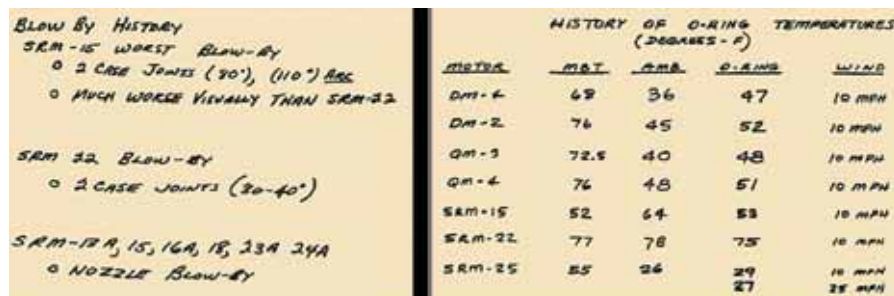 BLOW BY HISTORY
SRM-15 WORST BLOW-BY
o 2 CASE JOINTS (80°), (110°) ARC
o MUCH WORSE VISUALLY THAN SRM-22
SRM 22 BLOW-BY
o 2 CASE JOINTS (30-40°)
SRM-13A, 15, 16A, 18, 23A 24A
o NOZZLE BLOW-BY
HISTORY OF O-RING TEMPERATURES
(DEGREES-F)
MOTOR MBT AMB O-RING WIND
DM-4 68 36 47 10 MPH
DM-2 76 45 52 10 MPH
QM-3 72.5 40 48 10 MPH
QM-4 76 48 51 10 MPH
SRM-15 52 64 53 10 MPH
SRM-22 77 78 75 10 MPH
SRM-25 55 26 29 10 MPH
27 25 MPH